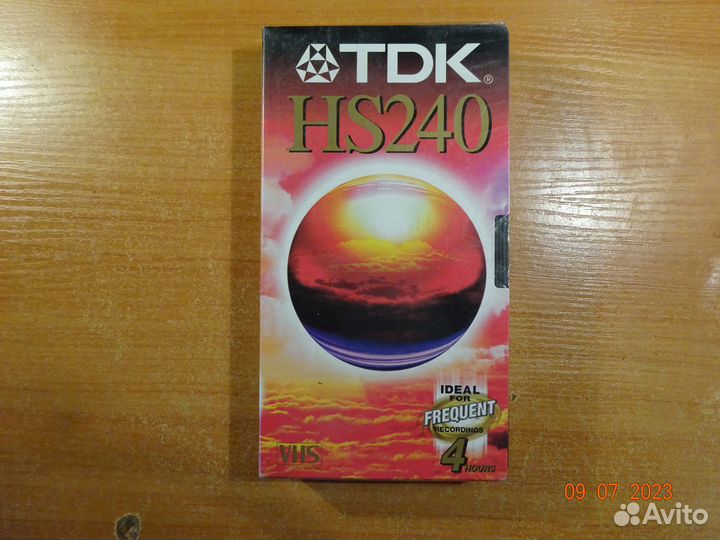 TDK®
HS240
IDEAL
FOR
FREQUENT
RECORDINGS
4 HOURS
VHS
09 07 2023
Avito